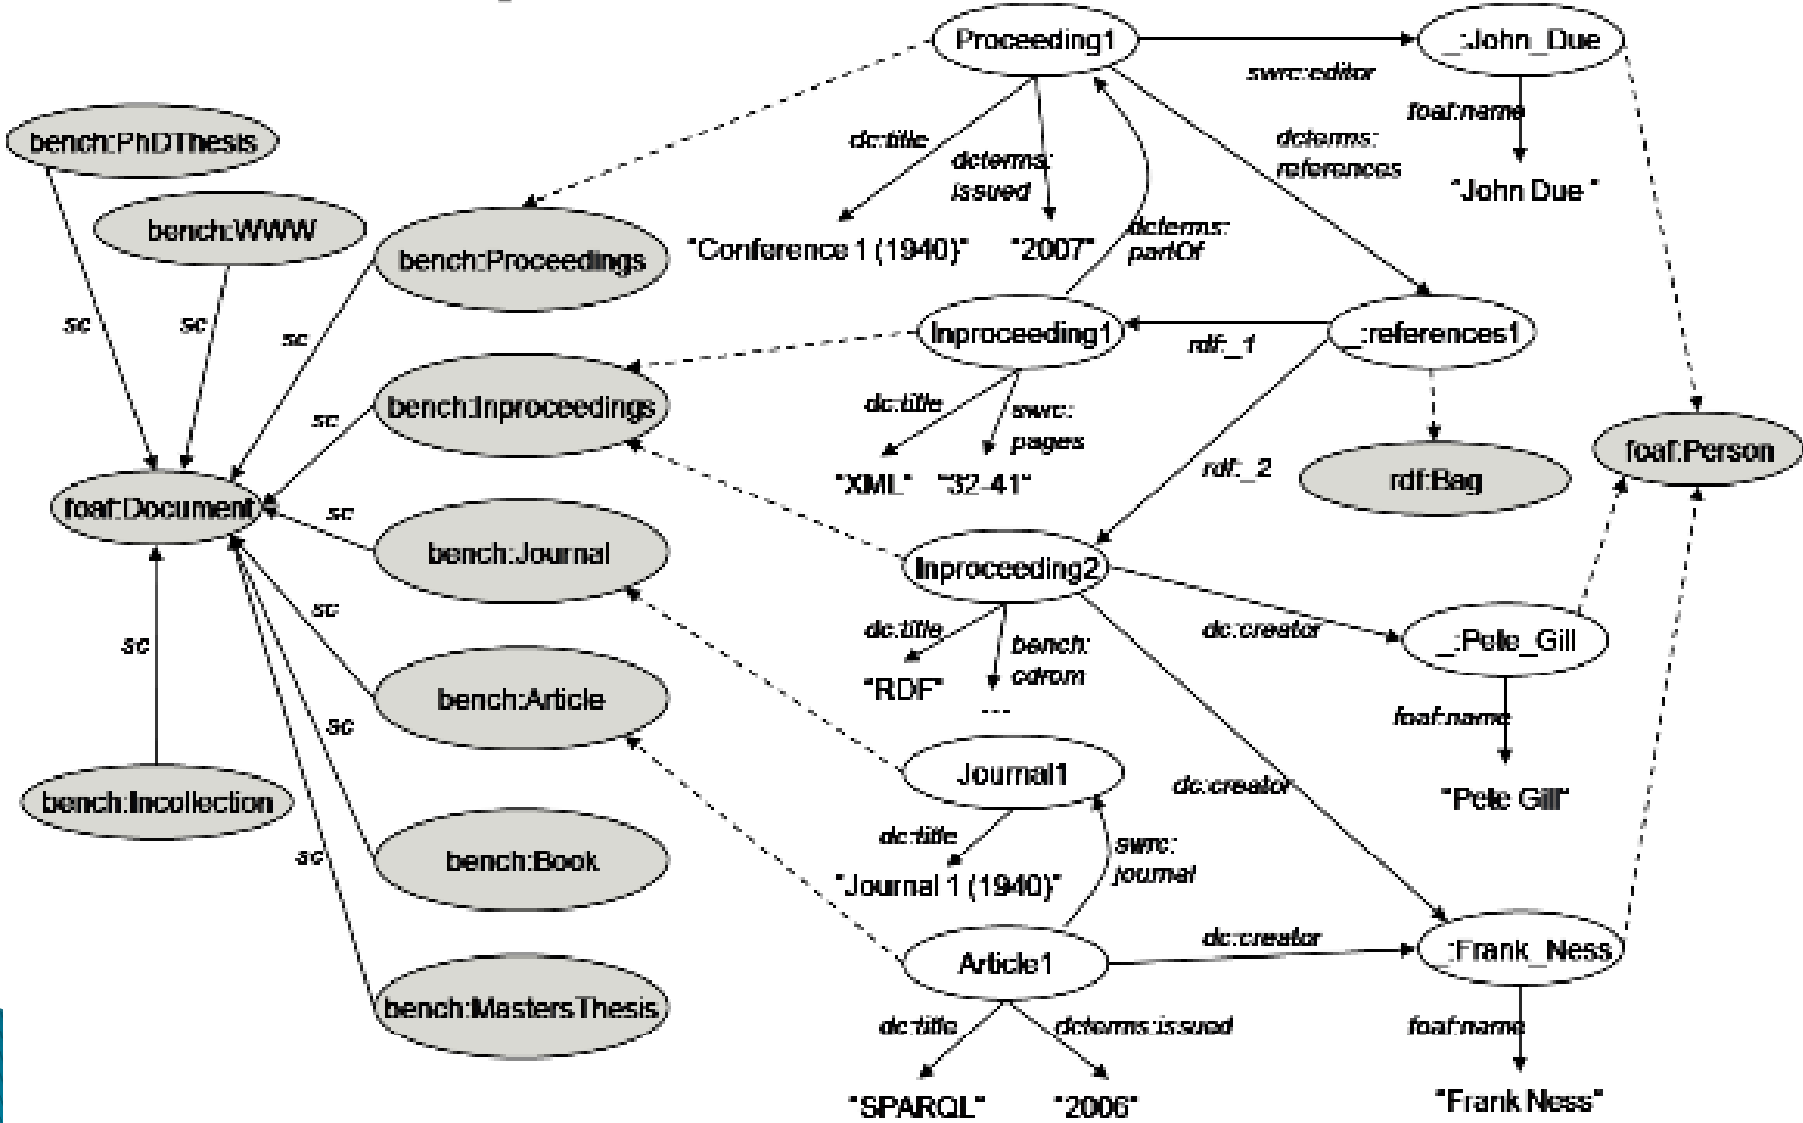 Proceeding1
_:John_Due
swrc:editor
foaf:name
bench:PhDThesis
dc:title
dcterms:
issued
dcterms:
references
"John Due "
bench:WWW
bench:Proceedings
"Conference 1 (1940)"
"2007"
dcterms:
partOf
sc
sc
sc
Inproceeding1
rdf:_1
_:references1
bench:Inproceedings
sc
dc:title
swrc:
pages
"XML"
"32-41"
rdf:_2
rdf:Bag
foaf:Person
foaf:Document
sc
bench:Journal
Inproceeding2
sc
dc:title
bench:
cdrom
dc:creator
_:Pete_Gill
sc
bench:Article
"RDF"
...
foaf:name
sc
Journal1
dc:creator
"Pete Gill"
bench:Incollection
dc:title
swrc:
journal
sc
bench:Book
"Journal 1 (1940)"
Article1
dc:creator
_:Frank_Ness
bench:MastersThesis
dc:title
dcterms:issued
foaf:name
"SPARQL"
"2006"
"Frank Ness"